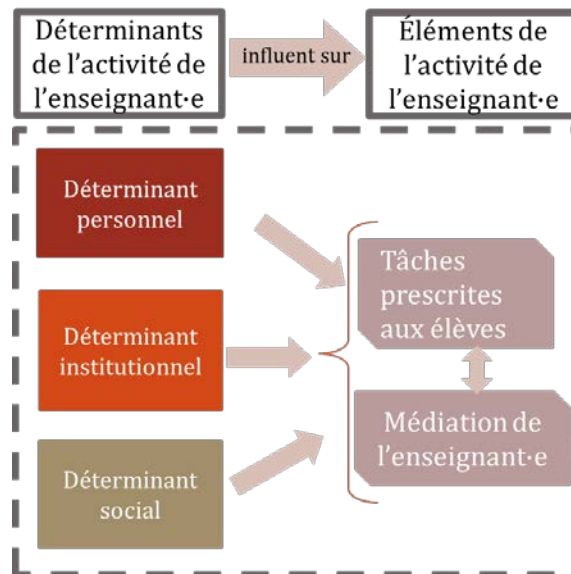 Déterminants
de l'activité de
l'enseignant·e
influent sur
Éléments de
l'activité de
l'enseignant·e
Déterminant
personnel
Déterminant
institutionnel
Déterminant
social
Tâches
prescrites
aux élèves
Médiation de
l'enseignant·e